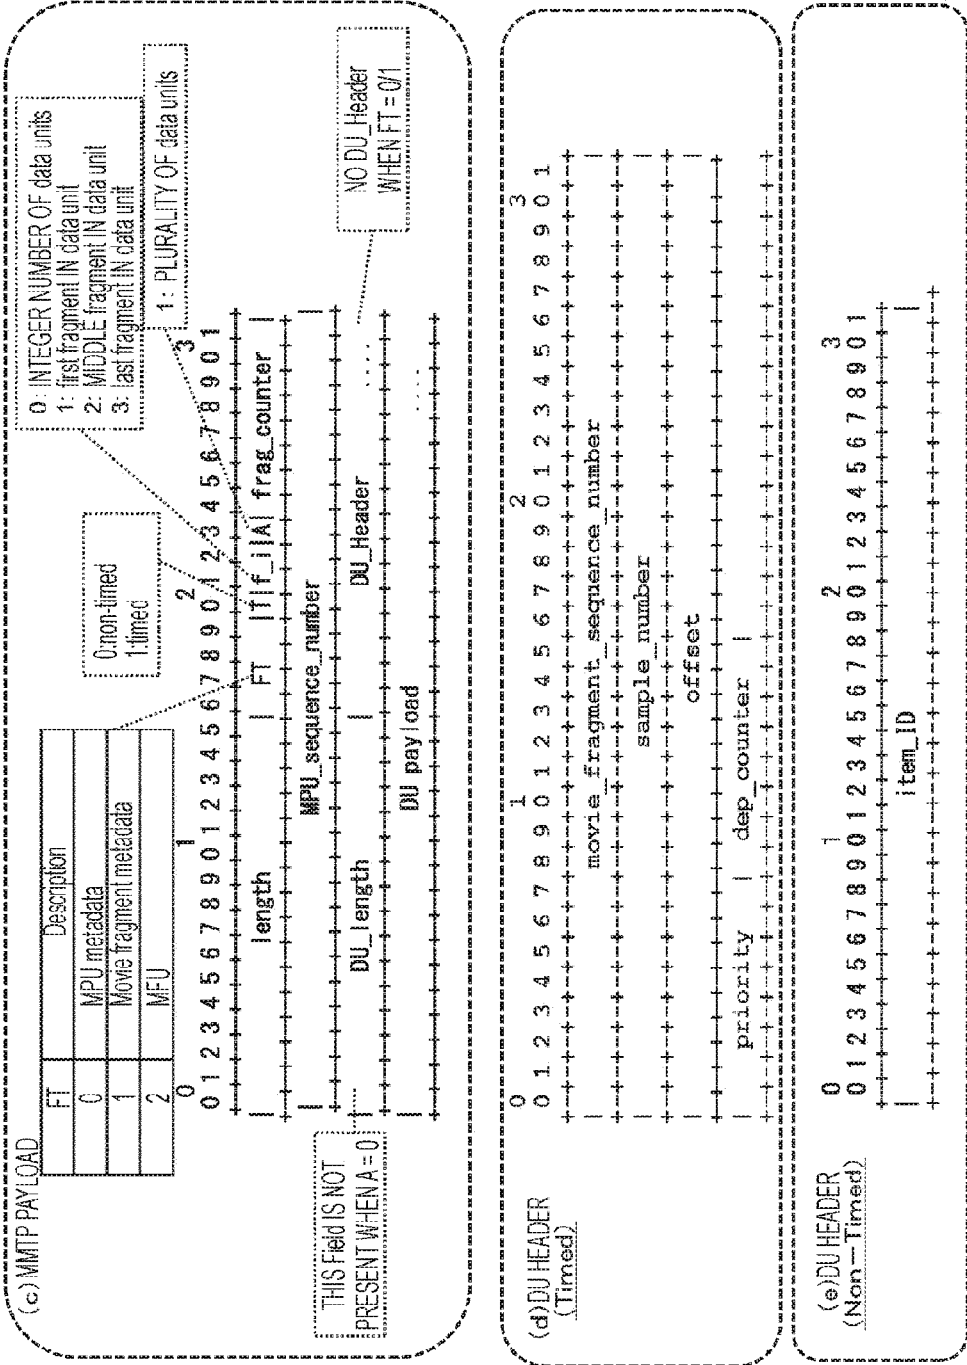 (c) MMTP PAYLOAD
FT Description
0 MPU metadata
1 Movie fragment metadata
2 MFU
0:non-timed
1:timed
0: INTEGER NUMBER OF data units
1: first fragment IN data unit
2: MIDDLE fragment IN data unit
3: last fragment IN data unit
1: PLURALITY OF data units
0 1 2 3
0 1 2 3 4 5 6 7 8 9 0 1 2 3 4 5 6 7 8 9 0 1 2 3 4 5 6 7 8 9 0 1
+-+-+-+-+-+-+-+-+-+-+-+-+-+-+-+-+-+-+-+-+-+-+-+-+-+-+-+-+-+-+-+-+
| length | FT |T|f_i|A| frag_counter |
+-+-+-+-+-+-+-+-+-+-+-+-+-+-+-+-+-+-+-+-+-+-+-+-+-+-+-+-+-+-+-+-+
| MPU_sequence_number |
+-+-+-+-+-+-+-+-+-+-+-+-+-+-+-+-+-+-+-+-+-+-+-+-+-+-+-+-+-+-+-+-+
| DU_length | DU_Header ....
+-+-+-+-+-+-+-+-+-+-+-+-+-+-+-+-+-+-+-+-+-+-+-+-+-+-+-+-+-+-+-+-+
DU payload ....
+-+-+-+-+-+-+-+-+-+-+-+-+-+-+-+-+-+-+-+-+-+-+-+-+-+-+-+-+-+-+-+-+
THIS Field IS NOT
PRESENT WHEN A = 0
NO DU_Header
WHEN FT = 0/1
(d)DU HEADER
(Timed)
0 1 2 3
0 1 2 3 4 5 6 7 8 9 0 1 2 3 4 5 6 7 8 9 0 1 2 3 4 5 6 7 8 9 0 1
+-+-+-+-+-+-+-+-+-+-+-+-+-+-+-+-+-+-+-+-+-+-+-+-+-+-+-+-+-+-+-+-+
| movie_fragment_sequence_number |
+-+-+-+-+-+-+-+-+-+-+-+-+-+-+-+-+-+-+-+-+-+-+-+-+-+-+-+-+-+-+-+-+
| sample_number |
+-+-+-+-+-+-+-+-+-+-+-+-+-+-+-+-+-+-+-+-+-+-+-+-+-+-+-+-+-+-+-+-+
| offset |
+-+-+-+-+-+-+-+-+-+-+-+-+-+-+-+-+-+-+-+-+-+-+-+-+-+-+-+-+-+-+-+-+
| priority | dep_counter |
+-+-+-+-+-+-+-+-+-+-+-+-+-+-+-+-+-+-+-+-+-+-+-+-+-+-+-+-+-+-+-+-+
(e)DU HEADER
(Non-Timed)
0 1 2 3
0 1 2 3 4 5 6 7 8 9 0 1 2 3 4 5 6 7 8 9 0 1 2 3 4 5 6 7 8 9 0 1
+-+-+-+-+-+-+-+-+-+-+-+-+-+-+-+-+-+-+-+-+-+-+-+-+-+-+-+-+-+-+-+-+
| item_ID |
+-+-+-+-+-+-+-+-+-+-+-+-+-+-+-+-+-+-+-+-+-+-+-+-+-+-+-+-+-+-+-+-+